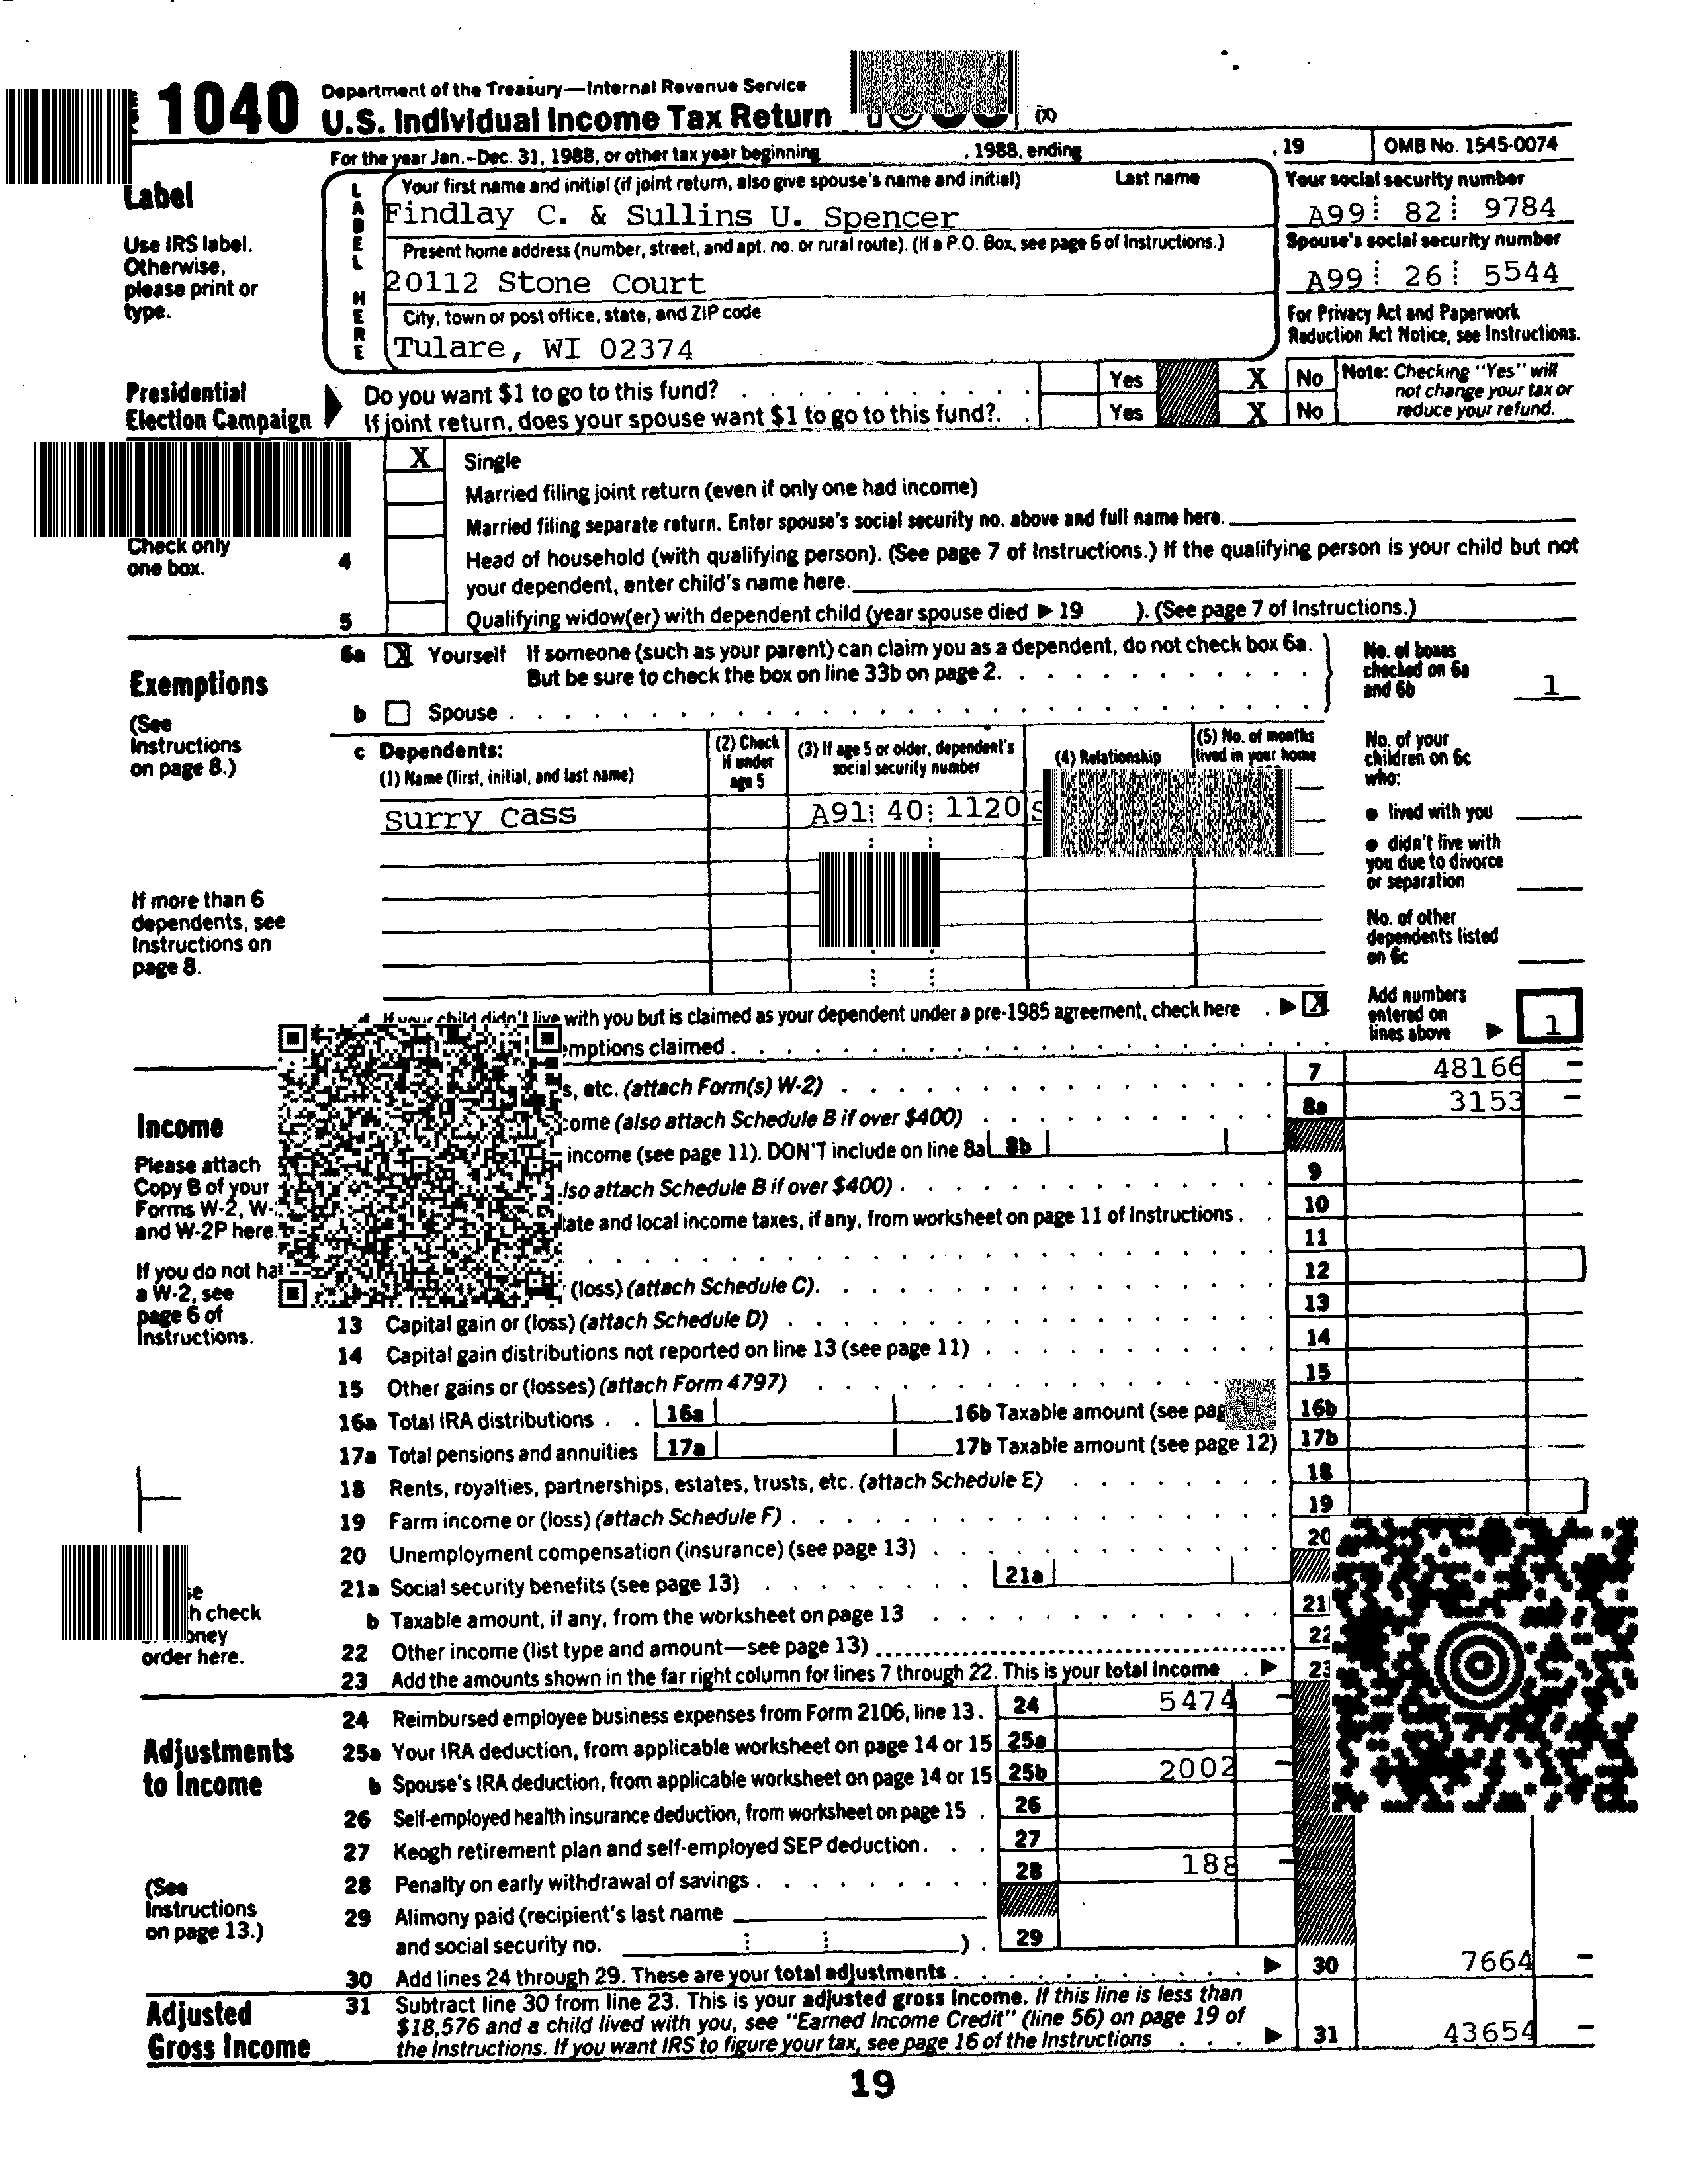 1040 Department of the Treasury—Internal Revenue Service
U.S. Individual Income Tax Return (X)
For the year Jan.–Dec. 31, 1988, or other tax year beginning , 1988, ending , 19 OMB No. 1545-0074
Label
Use IRS label.
Otherwise,
please print or
type.
LABEL HERE
Your first name and initial (if joint return, also give spouse's name and initial) Last name
Findlay C. & Sullins U. Spencer
Present home address (number, street, and apt. no. or rural route). (If a P.O. Box, see page 6 of Instructions.)
20112 Stone Court
City, town or post office, state, and ZIP code
Tulare, WI 02374
Your social security number
A99 82 9784
Spouse's social security number
A99 26 5544
For Privacy Act and Paperwork
Reduction Act Notice, see Instructions.
Presidential
Election Campaign
Do you want $1 to go to this fund? Yes X No
If joint return, does your spouse want $1 to go to this fund?. Yes X No
Note: Checking "Yes" will
not change your tax or
reduce your refund.
X Single
Married filing joint return (even if only one had income)
Married filing separate return. Enter spouse's social security no. above and full name here.
Check only
one box.
4 Head of household (with qualifying person). (See page 7 of Instructions.) If the qualifying person is your child but not
your dependent, enter child's name here.
5 Qualifying widow(er) with dependent child (year spouse died ▶ 19 ). (See page 7 of Instructions.)
Exemptions
(See
Instructions
on page 8.)
6a X Yourself If someone (such as your parent) can claim you as a dependent, do not check box 6a.
But be sure to check the box on line 33b on page 2.
b Spouse
No. of boxes
checked on 6a
and 6b 1
c Dependents:
(1) Name (first, initial, and last name)
(2) Check
if under
age 5
(3) If age 5 or older, dependent's
social security number
(4) Relationship
(5) No. of months
lived in your home
Surry Cass A91 40 1120
No. of your
children on 6c
who:
● lived with you
● didn't live with
you due to divorce
or separation
No. of other
dependents listed
on 6c
If more than 6
dependents, see
Instructions on
page 8.
If your child didn't live with you but is claimed as your dependent under a pre-1985 agreement, check here ▶ X
emptions claimed
Add numbers
entered on
lines above ▶ 1
Income
Please attach
Copy B of your
Forms W-2, W-
and W-2P here.
If you do not
a W-2, see
page 6 of
Instructions.
s, etc. (attach Form(s) W-2) 7 48166 –
come (also attach Schedule B if over $400) 8a 3153 –
income (see page 11). DON'T include on line 8a 8b
lso attach Schedule B if over $400) 9
ate and local income taxes, if any, from worksheet on page 11 of Instructions 10
11
(loss) (attach Schedule C). 12
13 Capital gain or (loss) (attach Schedule D) 13
14 Capital gain distributions not reported on line 13 (see page 11) 14
15 Other gains or (losses) (attach Form 4797) 15
16a Total IRA distributions 16a 16b Taxable amount (see pag 16b
17a Total pensions and annuities 17a 17b Taxable amount (see page 12) 17b
18 Rents, royalties, partnerships, estates, trusts, etc. (attach Schedule E) 18
19 Farm income or (loss) (attach Schedule F) 19
20 Unemployment compensation (insurance) (see page 13) 20
21a Social security benefits (see page 13) 21a
b Taxable amount, if any, from the worksheet on page 13 21
22 Other income (list type and amount—see page 13) 22
23 Add the amounts shown in the far right column for lines 7 through 22. This is your total income ▶ 23
check
order here.
Adjustments
to Income
(See
Instructions
on page 13.)
24 Reimbursed employee business expenses from Form 2106, line 13. 24 5474 –
25a Your IRA deduction, from applicable worksheet on page 14 or 15 25a
b Spouse's IRA deduction, from applicable worksheet on page 14 or 15 25b 2002 –
26 Self-employed health insurance deduction, from worksheet on page 15 26
27 Keogh retirement plan and self-employed SEP deduction 27
28 Penalty on early withdrawal of savings 28 188 –
29 Alimony paid (recipient's last name
and social security no. ) 29
30 Add lines 24 through 29. These are your total adjustments ▶ 30 7664 –
Adjusted
Gross Income
31 Subtract line 30 from line 23. This is your adjusted gross income. If this line is less than
$18,576 and a child lived with you, see "Earned Income Credit" (line 56) on page 19 of
the Instructions. If you want IRS to figure your tax, see page 16 of the Instructions ▶ 31 43654 –
19